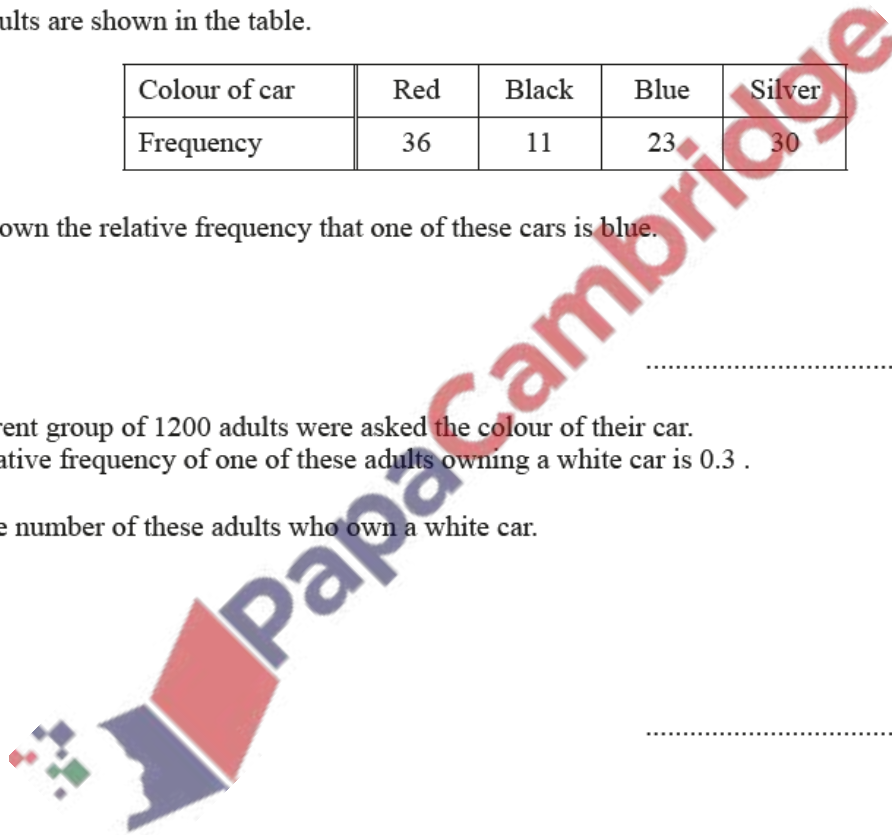 ults are shown in the table.
Colour of car Red Black Blue Silver
Frequency 36 11 23 30
own the relative frequency that one of these cars is blue.
rent group of 1200 adults were asked the colour of their car.
ative frequency of one of these adults owning a white car is 0.3 .
e number of these adults who own a white car.
PapaCambridge